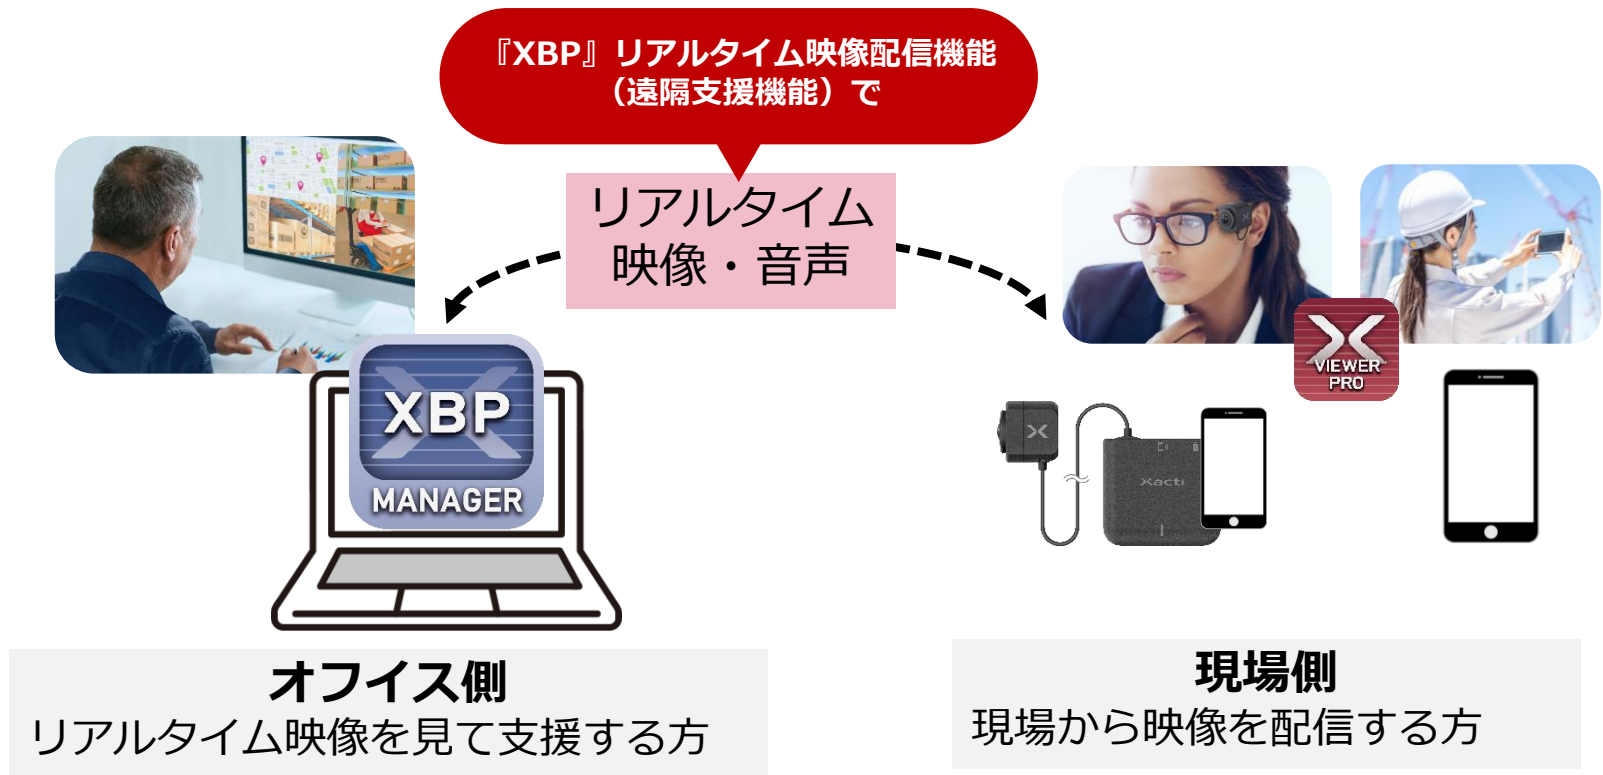 『XBP』リアルタイム映像配信機能
（遠隔支援機能）で
リアルタイム
映像・音声
XBP
MANAGER
VIEWER
PRO
Xacti
オフィス側
リアルタイム映像を見て支援する方
現場側
現場から映像を配信する方